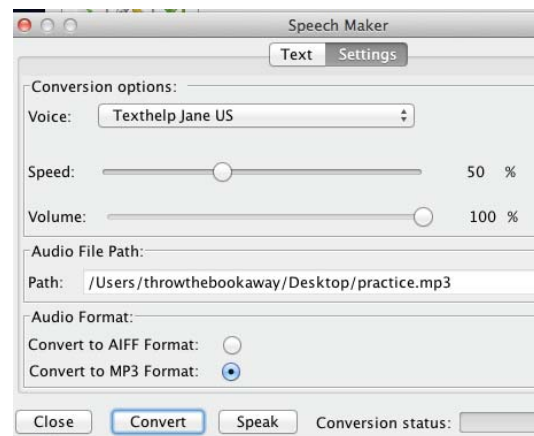 Speech Maker
Text Settings
Conversion options:
Voice: Texthelp Jane US
Speed: 50 %
Volume: 100 %
Audio File Path:
Path: /Users/throwthebookaway/Desktop/practice.mp3
Audio Format:
Convert to AIFF Format:
Convert to MP3 Format:
Close Convert Speak Conversion status: